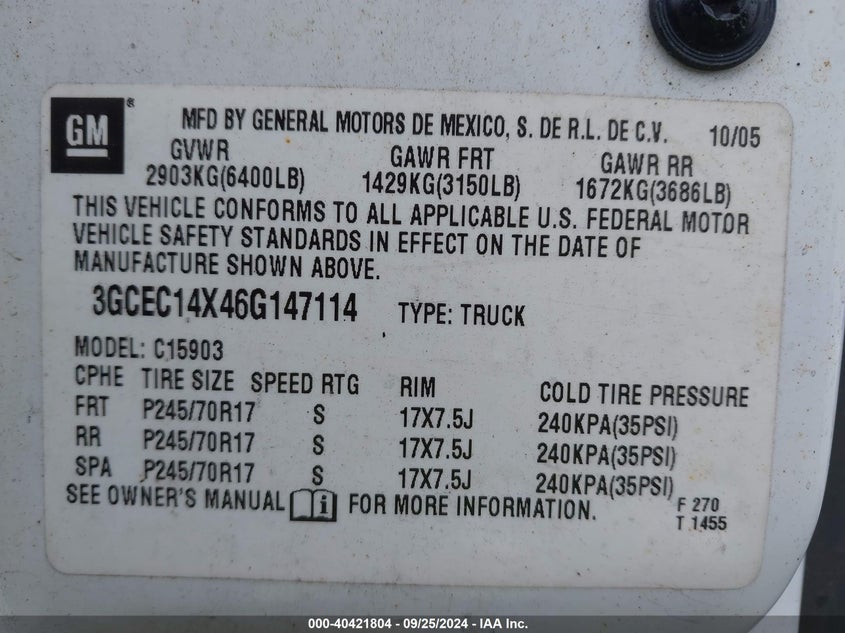 GM ®
MFD BY GENERAL MOTORS DE MEXICO, S. DE R.L. DE C.V. 10/05
GVWR GAWR FRT GAWR RR
2903KG(6400LB) 1429KG(3150LB) 1672KG(3686LB)
THIS VEHICLE CONFORMS TO ALL APPLICABLE U.S. FEDERAL MOTOR
VEHICLE SAFETY STANDARDS IN EFFECT ON THE DATE OF
MANUFACTURE SHOWN ABOVE.
3GCEC14X46G147114 TYPE: TRUCK
MODEL: C15903
CPHE TIRE SIZE SPEED RTG RIM COLD TIRE PRESSURE
FRT P245/70R17 S 17X7.5J 240KPA(35PSI)
RR P245/70R17 S 17X7.5J 240KPA(35PSI)
SPA P245/70R17 S 17X7.5J 240KPA(35PSI)
SEE OWNER'S MANUAL i FOR MORE INFORMATION.
F 270
T 1455
000-40421804 - 09/25/2024 - IAA Inc.